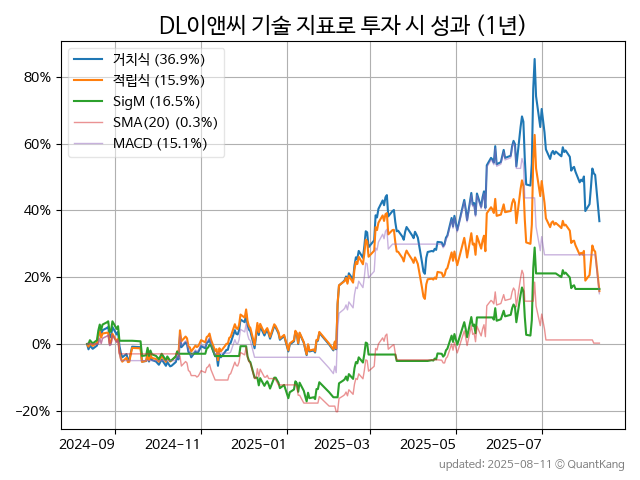 DL이앤씨 기술 지표로 투자 시 성과 (1년)
거치식 (36.9%)
적립식 (15.9%)
SigM (16.5%)
SMA(20) (0.3%)
MACD (15.1%)
80%
60%
40%
20%
0%
−20%
2024-09 2024-11 2025-01 2025-03 2025-05 2025-07
updated: 2025-08-11 © QuantKang